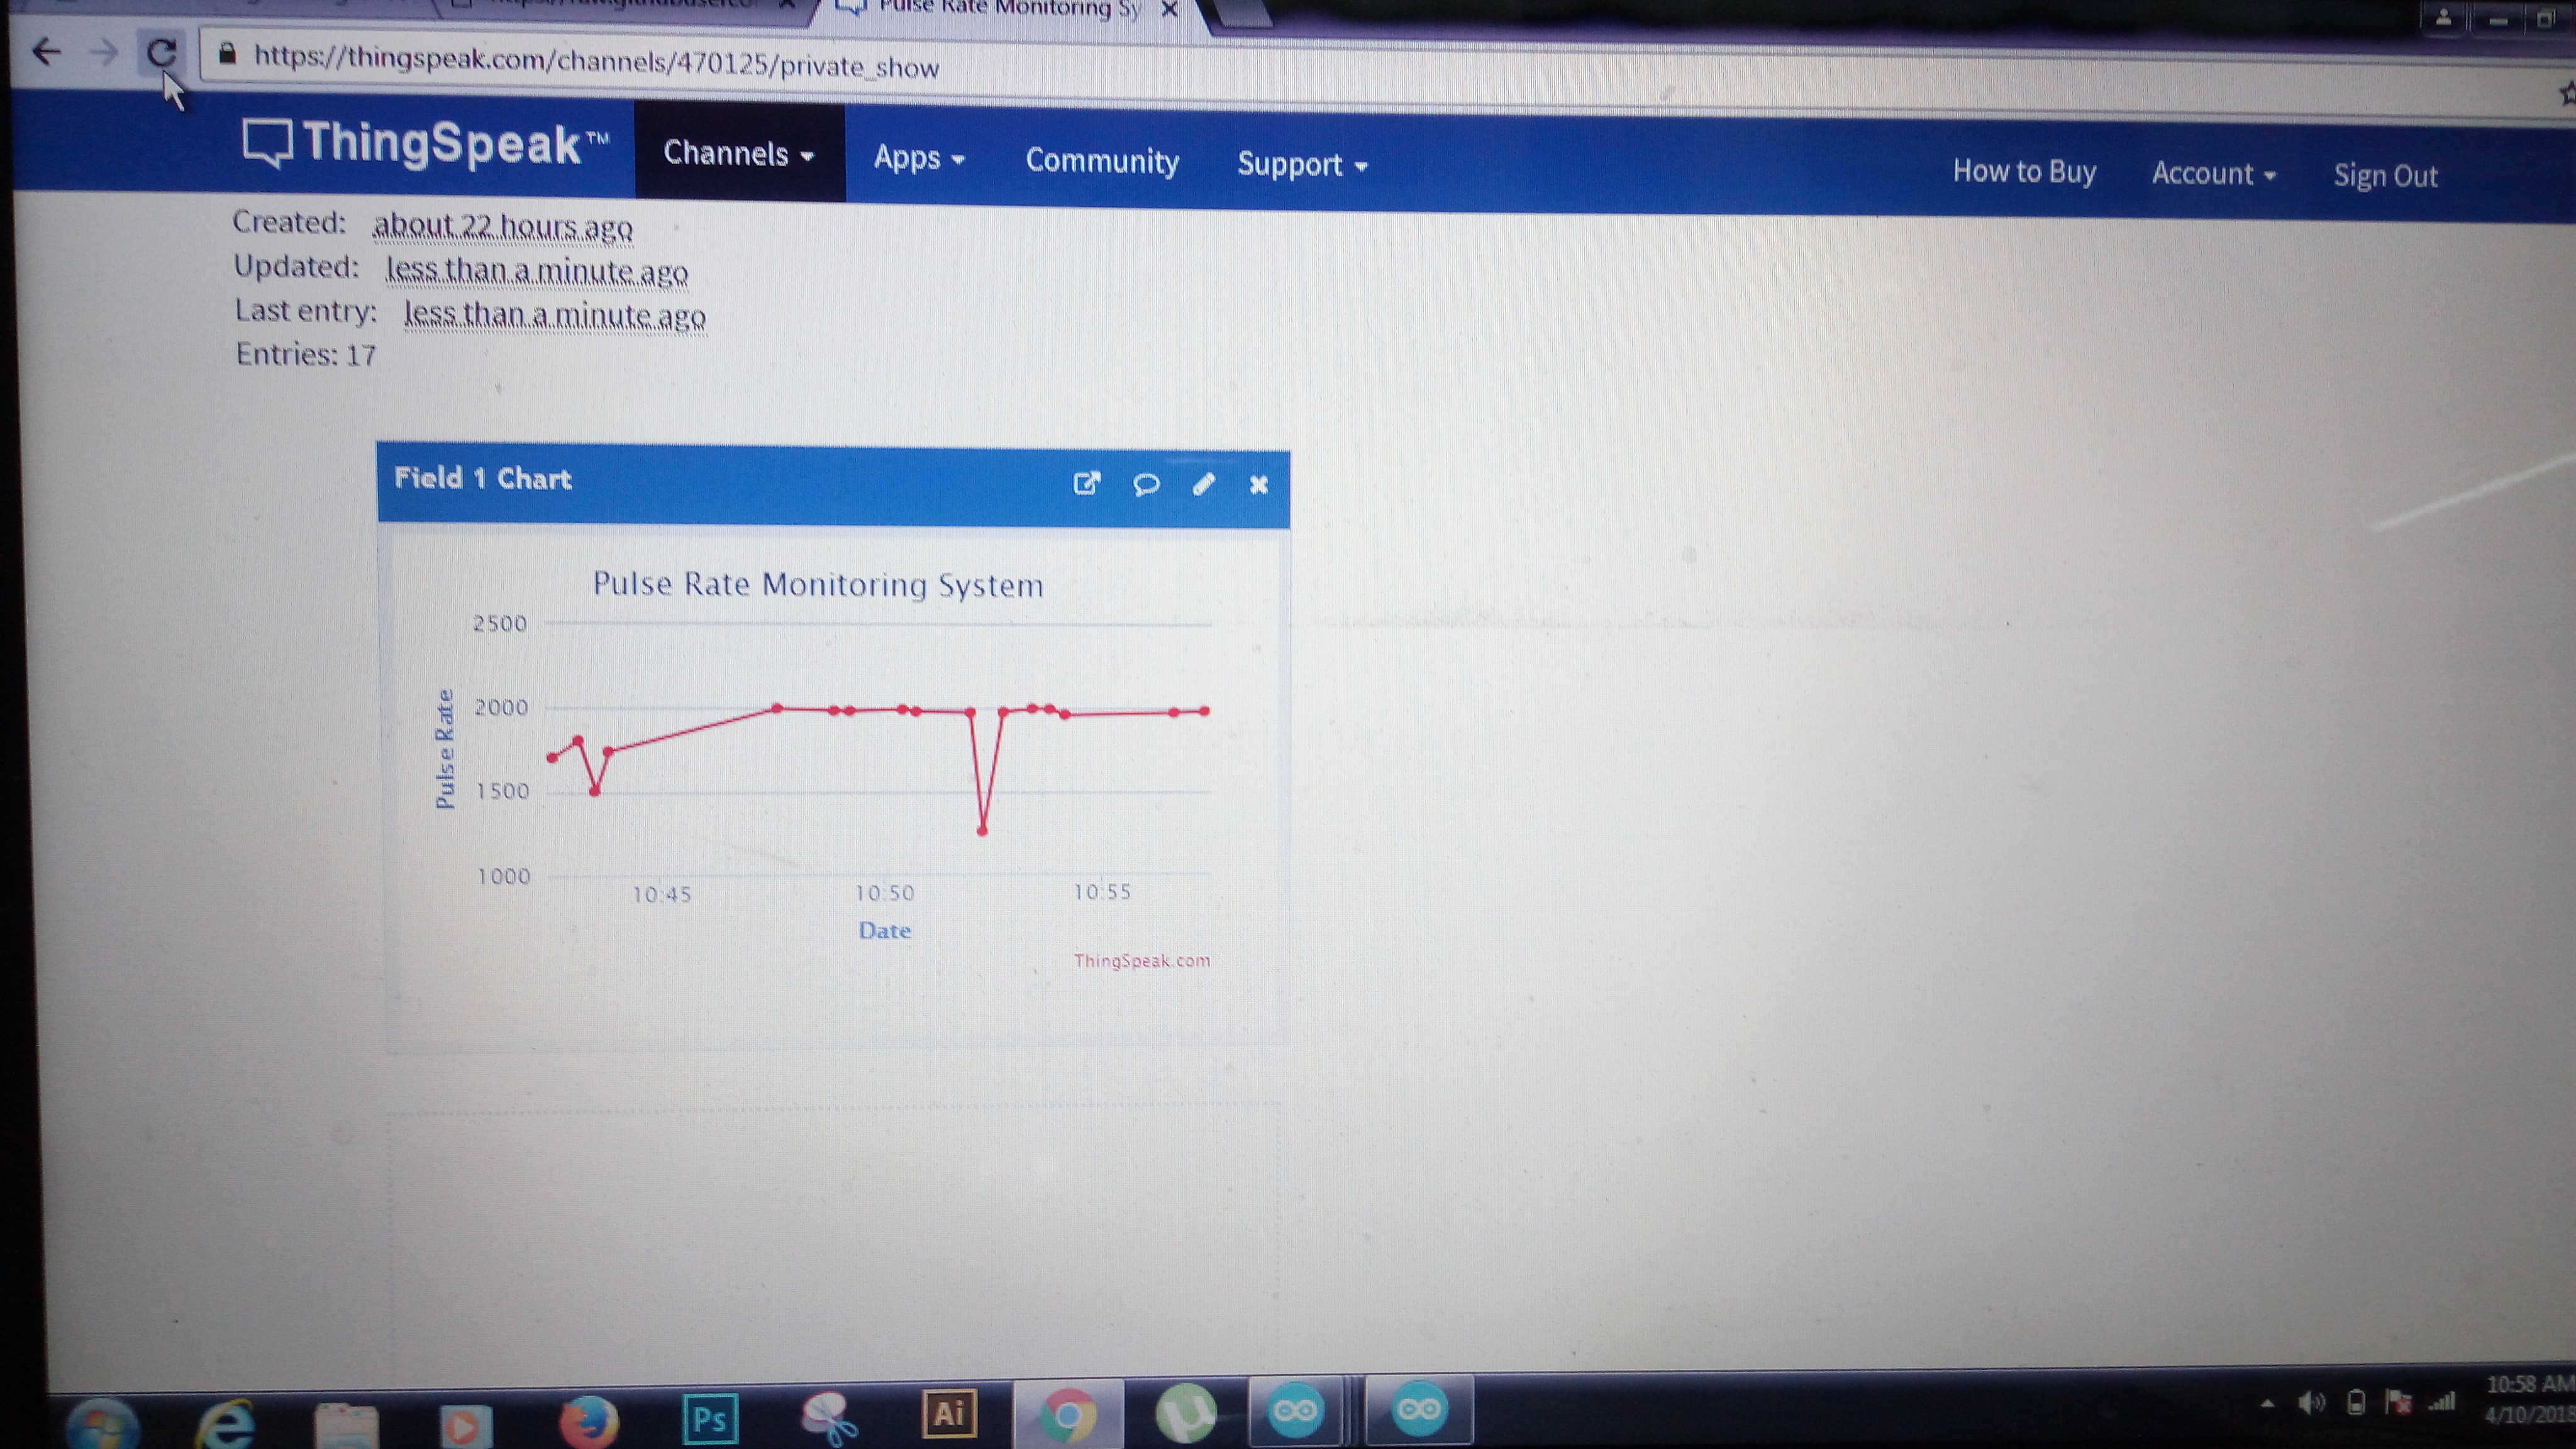 Pulse Rate Monitoring Sy
https://thingspeak.com/channels/470125/private_show
ThingSpeak™ Channels Apps Community Support How to Buy Account Sign Out
Created: about 22 hours ago
Updated: less than a minute ago
Last entry: less than a minute ago
Entries: 17
Field 1 Chart
Pulse Rate Monitoring System
2500
2000
1500
1000
Pulse Rate
10:45 10:50 10:55
Date
ThingSpeak.com
Ps Ai
10:58 AM
4/10/2018